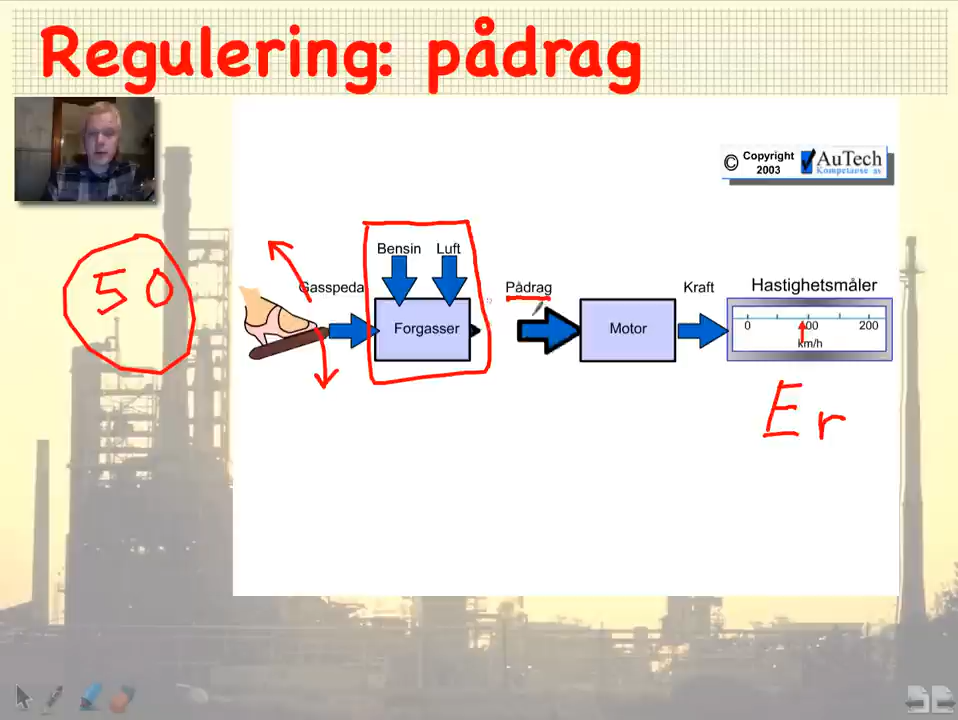 Regulering: pådrag
© Copyright 2003
AuTech
Kompetanse as
50
Bensin Luft
Gasspeda
Pådrag
Kraft
Hastighetsmåler
Forgasser
Motor
0 100 200
km/h
Er